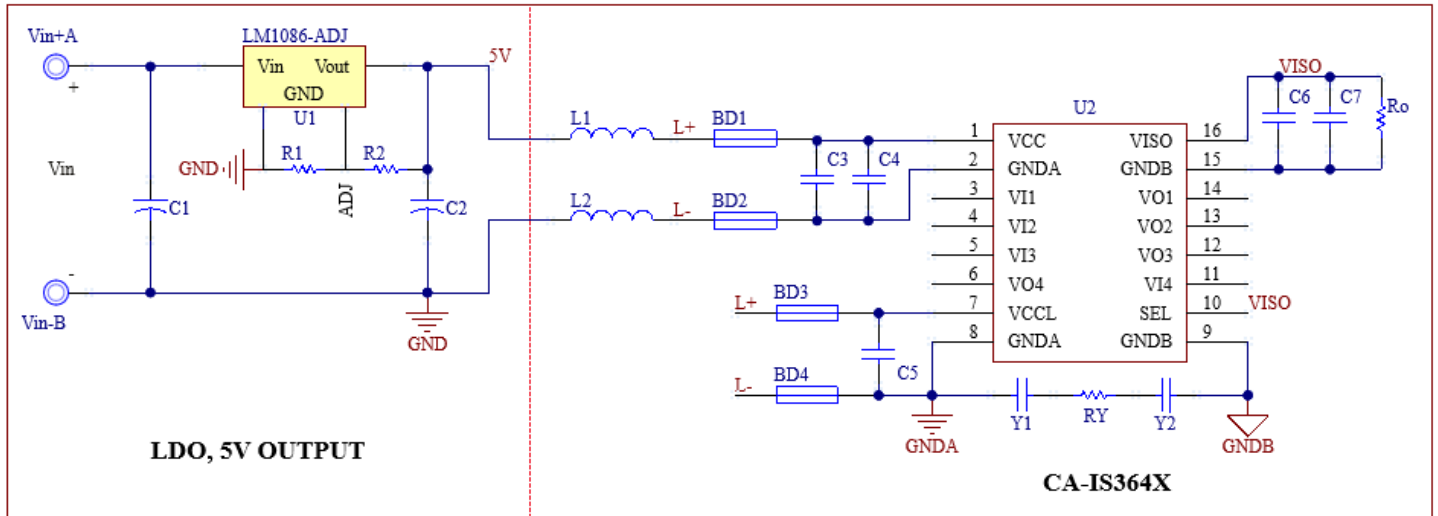 Vin+A
+
Vin
-
Vin-B
C1
LM1086-ADJ
Vin Vout
GND
U1
GND
R1
R2
ADJ
C2
GND
5V
LDO, 5V OUTPUT
L1
L+
BD1
C3
C4
L2
L-
BD2
L+
BD3
C5
L-
BD4
U2
1 VCC VISO 16
2 GNDA GNDB 15
3 VI1 VO1 14
4 VI2 VO2 13
5 VI3 VO3 12
6 VO4 VI4 11
7 VCCL SEL 10
8 GNDA GNDB 9
VISO
C6
C7
Ro
VISO
GNDA
Y1
RY
Y2
GNDB
CA-IS364X